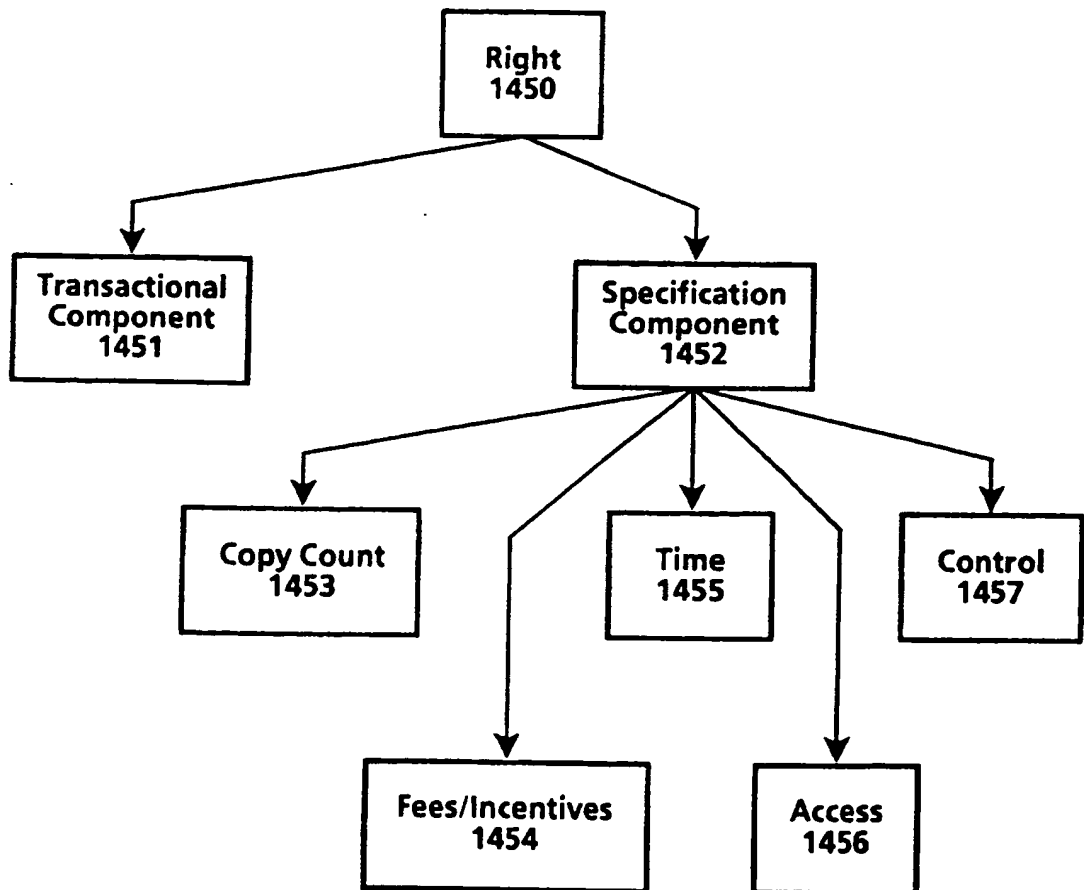 Right
1450
Transactional
Component
1451
Specification
Component
1452
Copy Count
1453
Time
1455
Control
1457
Fees/Incentives
1454
Access
1456